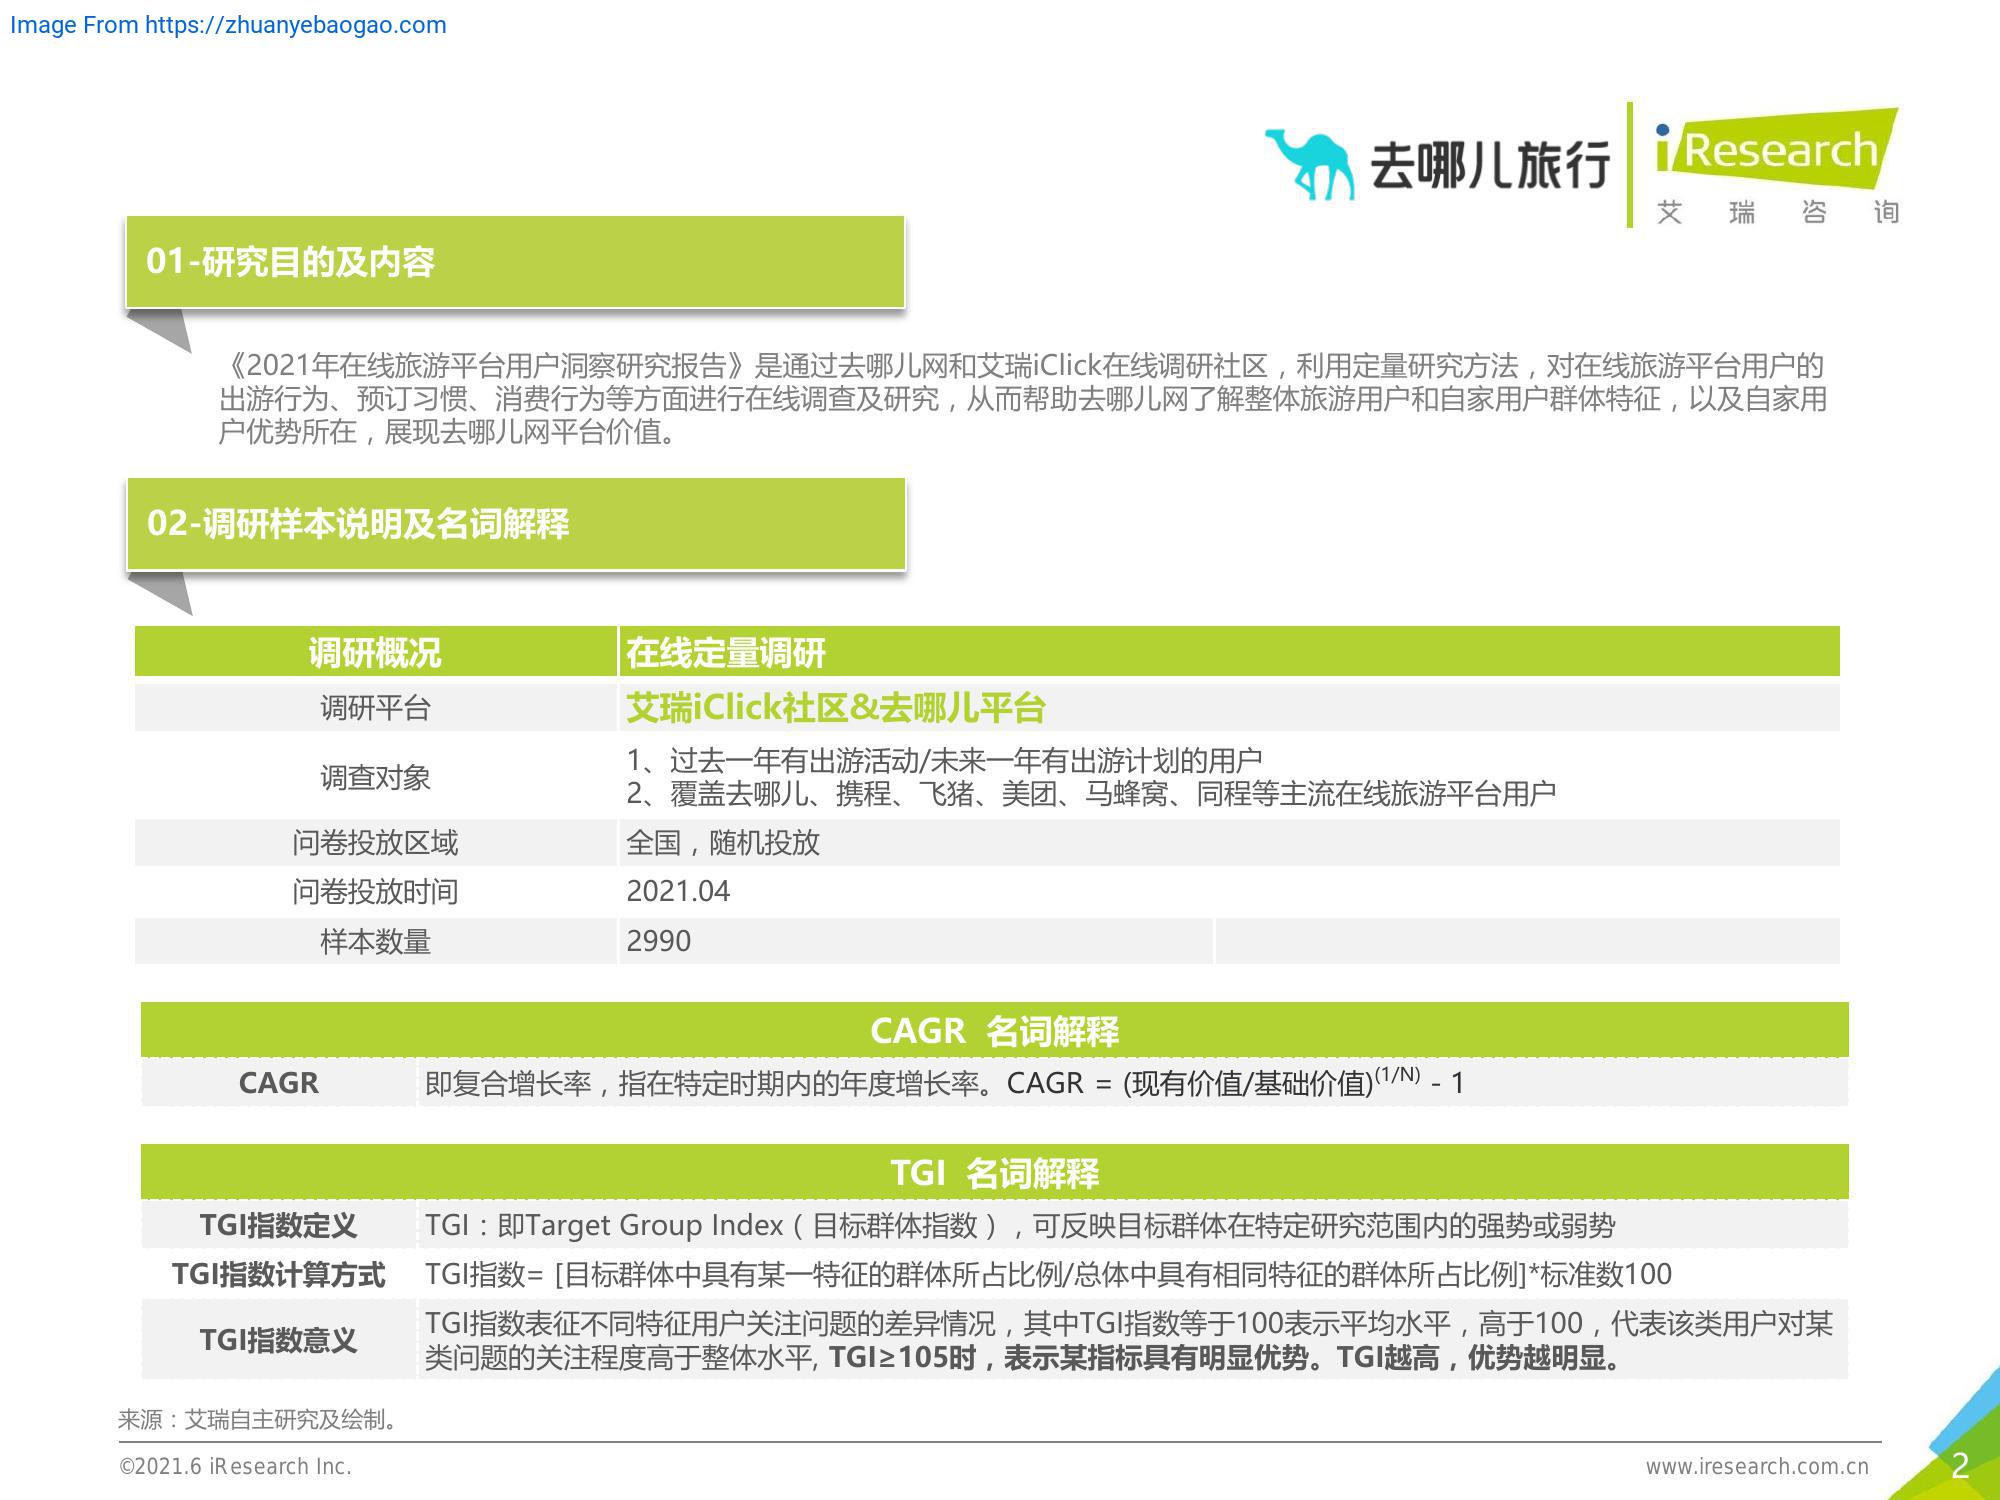 Image From https://zhuanyebaogao.com
去哪儿旅行
iResearch
艾瑞咨询
01-研究目的及内容
《2021年在线旅游平台用户洞察研究报告》是通过去哪儿网和艾瑞iClick在线调研社区，利用定量研究方法，对在线旅游平台用户的
出游行为、预订习惯、消费行为等方面进行在线调查及研究，从而帮助去哪儿网了解整体旅游用户和自家用户群体特征，以及自家用
户优势所在，展现去哪儿网平台价值。
02-调研样本说明及名词解释
调研概况 在线定量调研
调研平台 艾瑞iClick社区&去哪儿平台
调查对象 1、过去一年有出游活动/未来一年有出游计划的用户
2、覆盖去哪儿、携程、飞猪、美团、马蜂窝、同程等主流在线旅游平台用户
问卷投放区域 全国，随机投放
问卷投放时间 2021.04
样本数量 2990
CAGR 名词解释
CAGR 即复合增长率，指在特定时期内的年度增长率。CAGR = (现有价值/基础价值)(1/N) - 1
TGI 名词解释
TGI指数定义 TGI：即Target Group Index（目标群体指数），可反映目标群体在特定研究范围内的强势或弱势
TGI指数计算方式 TGI指数= [目标群体中具有某一特征的群体所占比例/总体中具有相同特征的群体所占比例]*标准数100
TGI指数意义 TGI指数表征不同特征用户关注问题的差异情况，其中TGI指数等于100表示平均水平，高于100，代表该类用户对某
类问题的关注程度高于整体水平, TGI≥105时，表示某指标具有明显优势。TGI越高，优势越明显。
来源：艾瑞自主研究及绘制。
©2021.6 iResearch Inc.
www.iresearch.com.cn
2